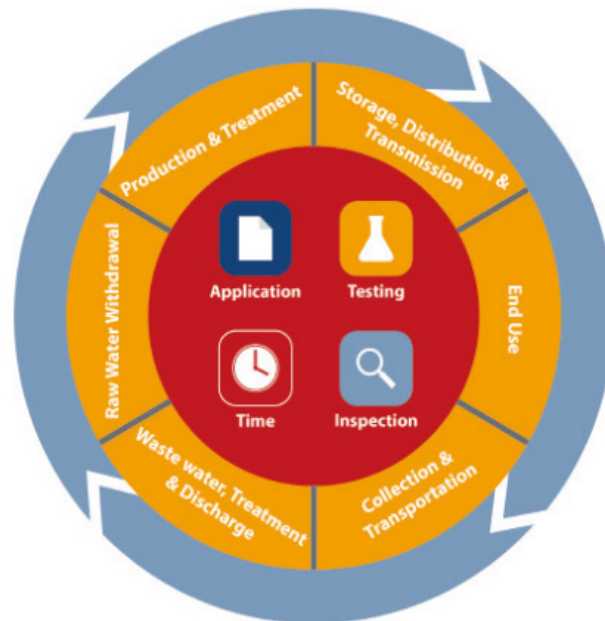 Production & Treatment
Storage, Distribution &
Transmission
End Use
Collection &
Transportation
Waste water, Treatment
& Discharge
Raw Water Withdrawal
Application
Testing
Time
Inspection